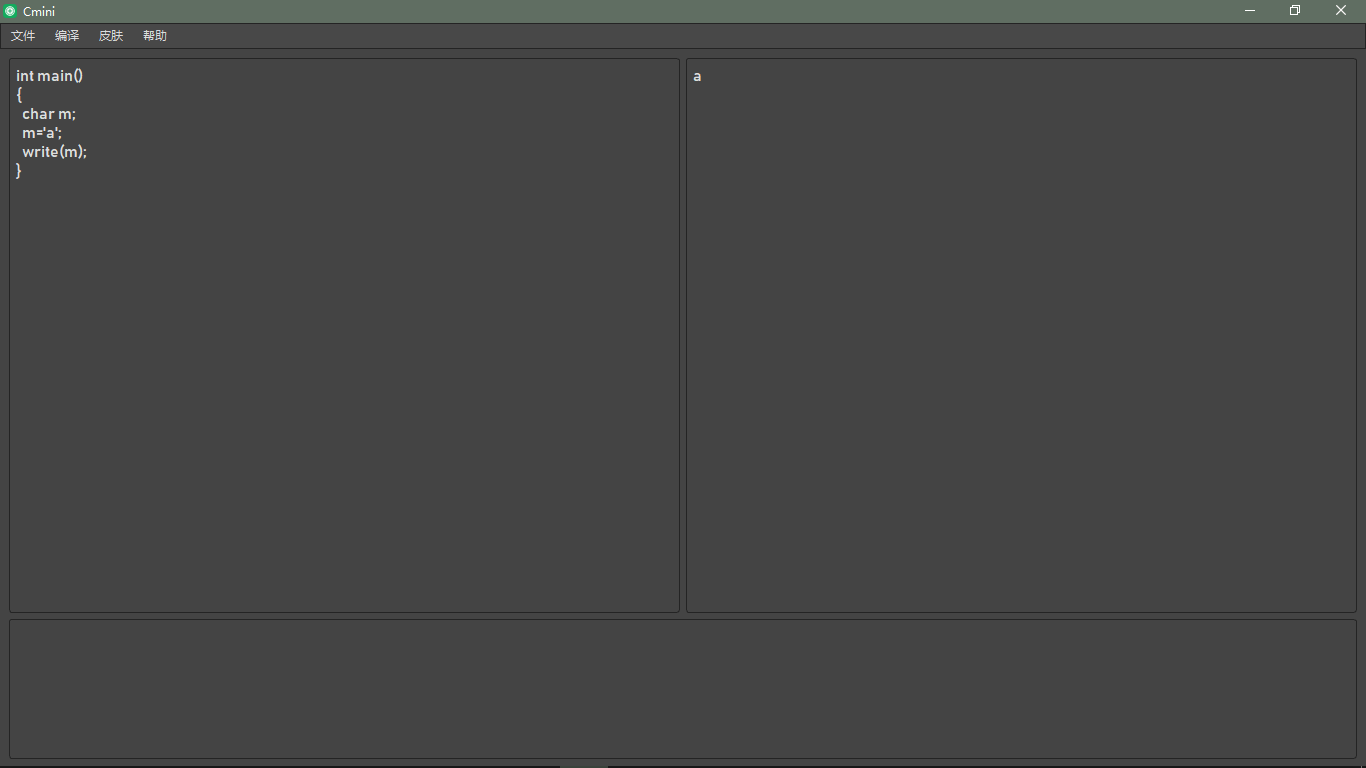 Cmini
文件 编译 皮肤 帮助
int main()
{
  char m;
  m='a';
  write(m);
}
a